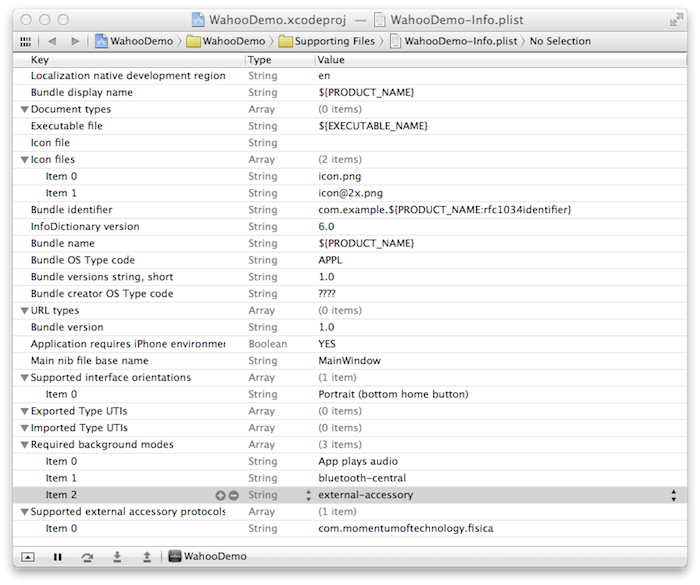 WahooDemo.xcodeproj — WahooDemo-Info.plist
WahooDemo WahooDemo Supporting Files WahooDemo-Info.plist No Selection
Key Type Value
Localization native development region String en
Bundle display name String ${PRODUCT_NAME}
Document types Array (0 items)
Executable file String ${EXECUTABLE_NAME}
Icon file String
Icon files Array (2 items)
Item 0 String icon.png
Item 1 String icon@2x.png
Bundle identifier String com.example.${PRODUCT_NAME:rfc1034identifier}
InfoDictionary version String 6.0
Bundle name String ${PRODUCT_NAME}
Bundle OS Type code String APPL
Bundle versions string, short String 1.0
Bundle creator OS Type code String ????
URL types Array (0 items)
Bundle version String 1.0
Application requires iPhone environmer Boolean YES
Main nib file base name String MainWindow
Supported interface orientations Array (1 item)
Item 0 String Portrait (bottom home button)
Exported Type UTIs Array (0 items)
Imported Type UTIs Array (0 items)
Required background modes Array (3 items)
Item 0 String App plays audio
Item 1 String bluetooth-central
Item 2 String external-accessory
Supported external accessory protocols Array (1 item)
Item 0 String com.momentumoftechnology.fisica
WahooDemo